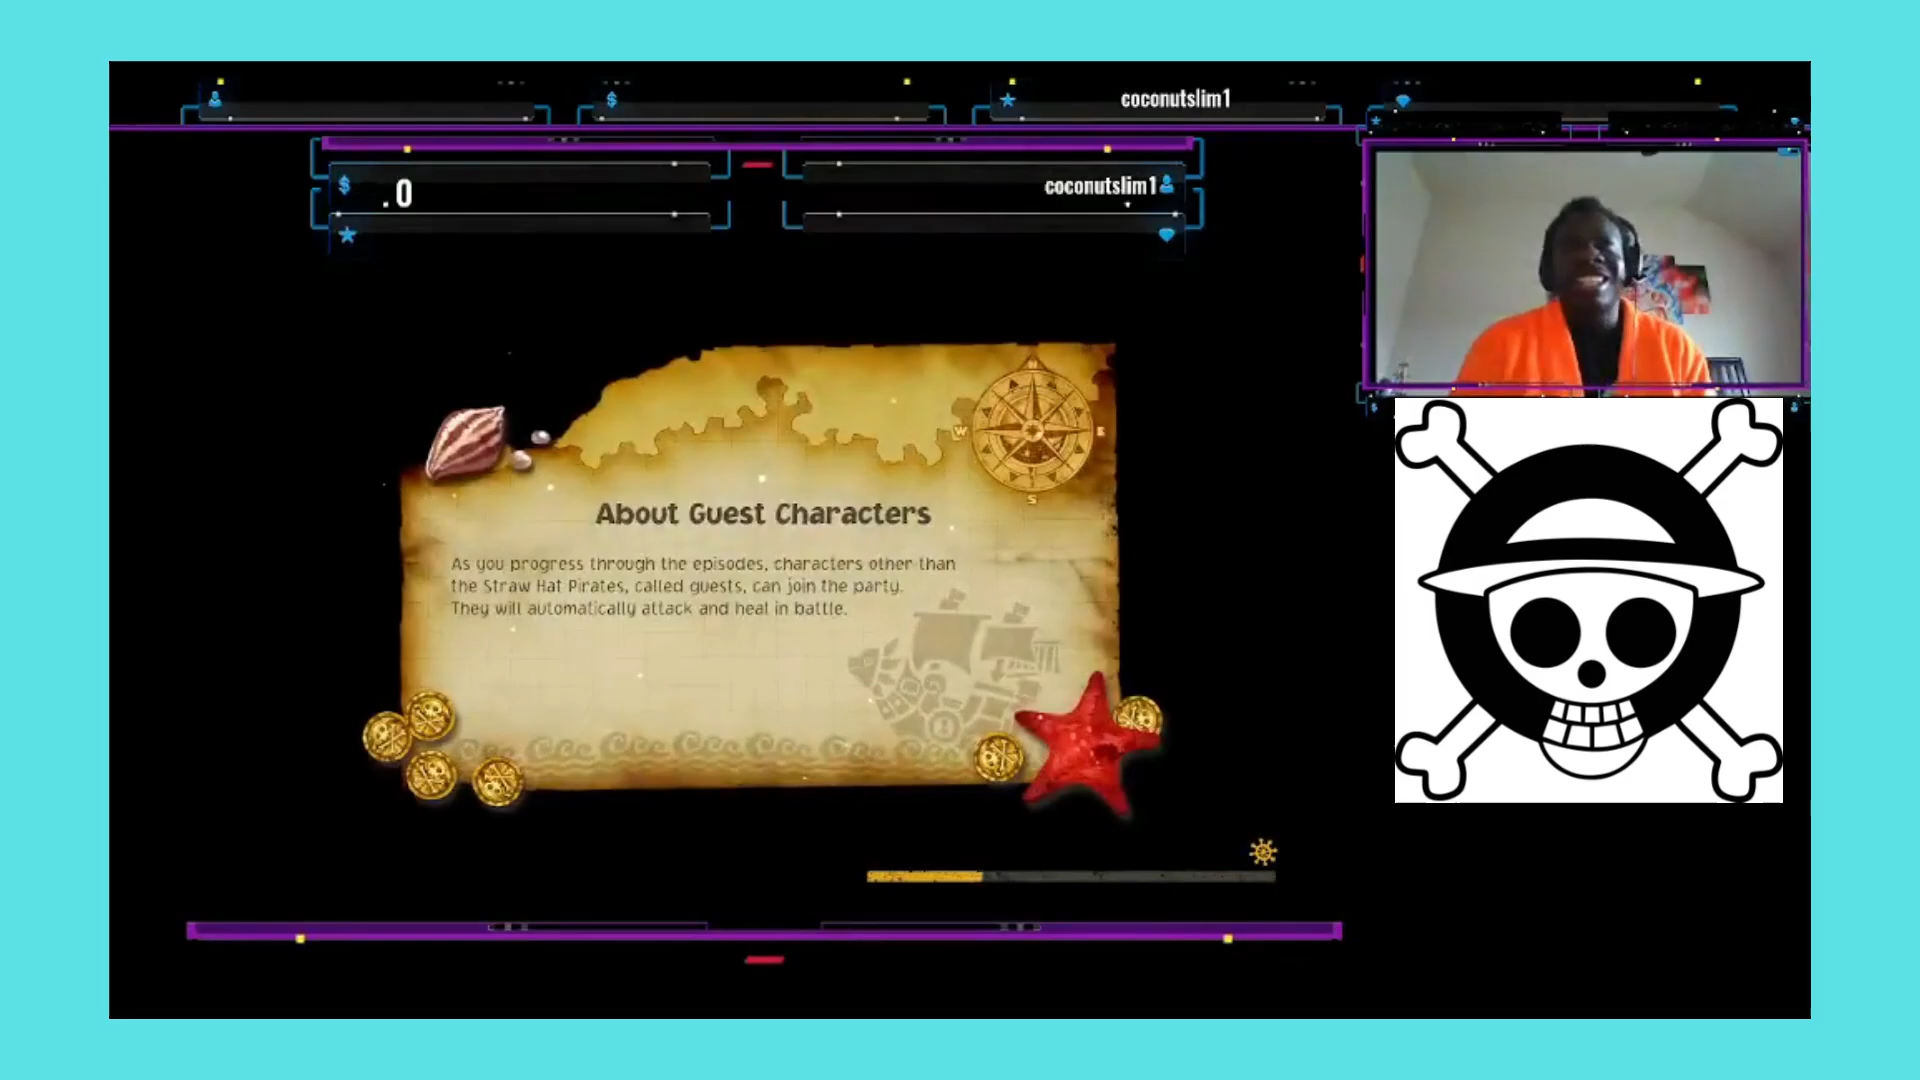 coconutslim1
.0
coconutslim1
N
W
E
S
About Guest Characters
As you progress through the episodes, characters other than
the Straw Hat Pirates, called guests, can join the party.
They will automatically attack and heal in battle.